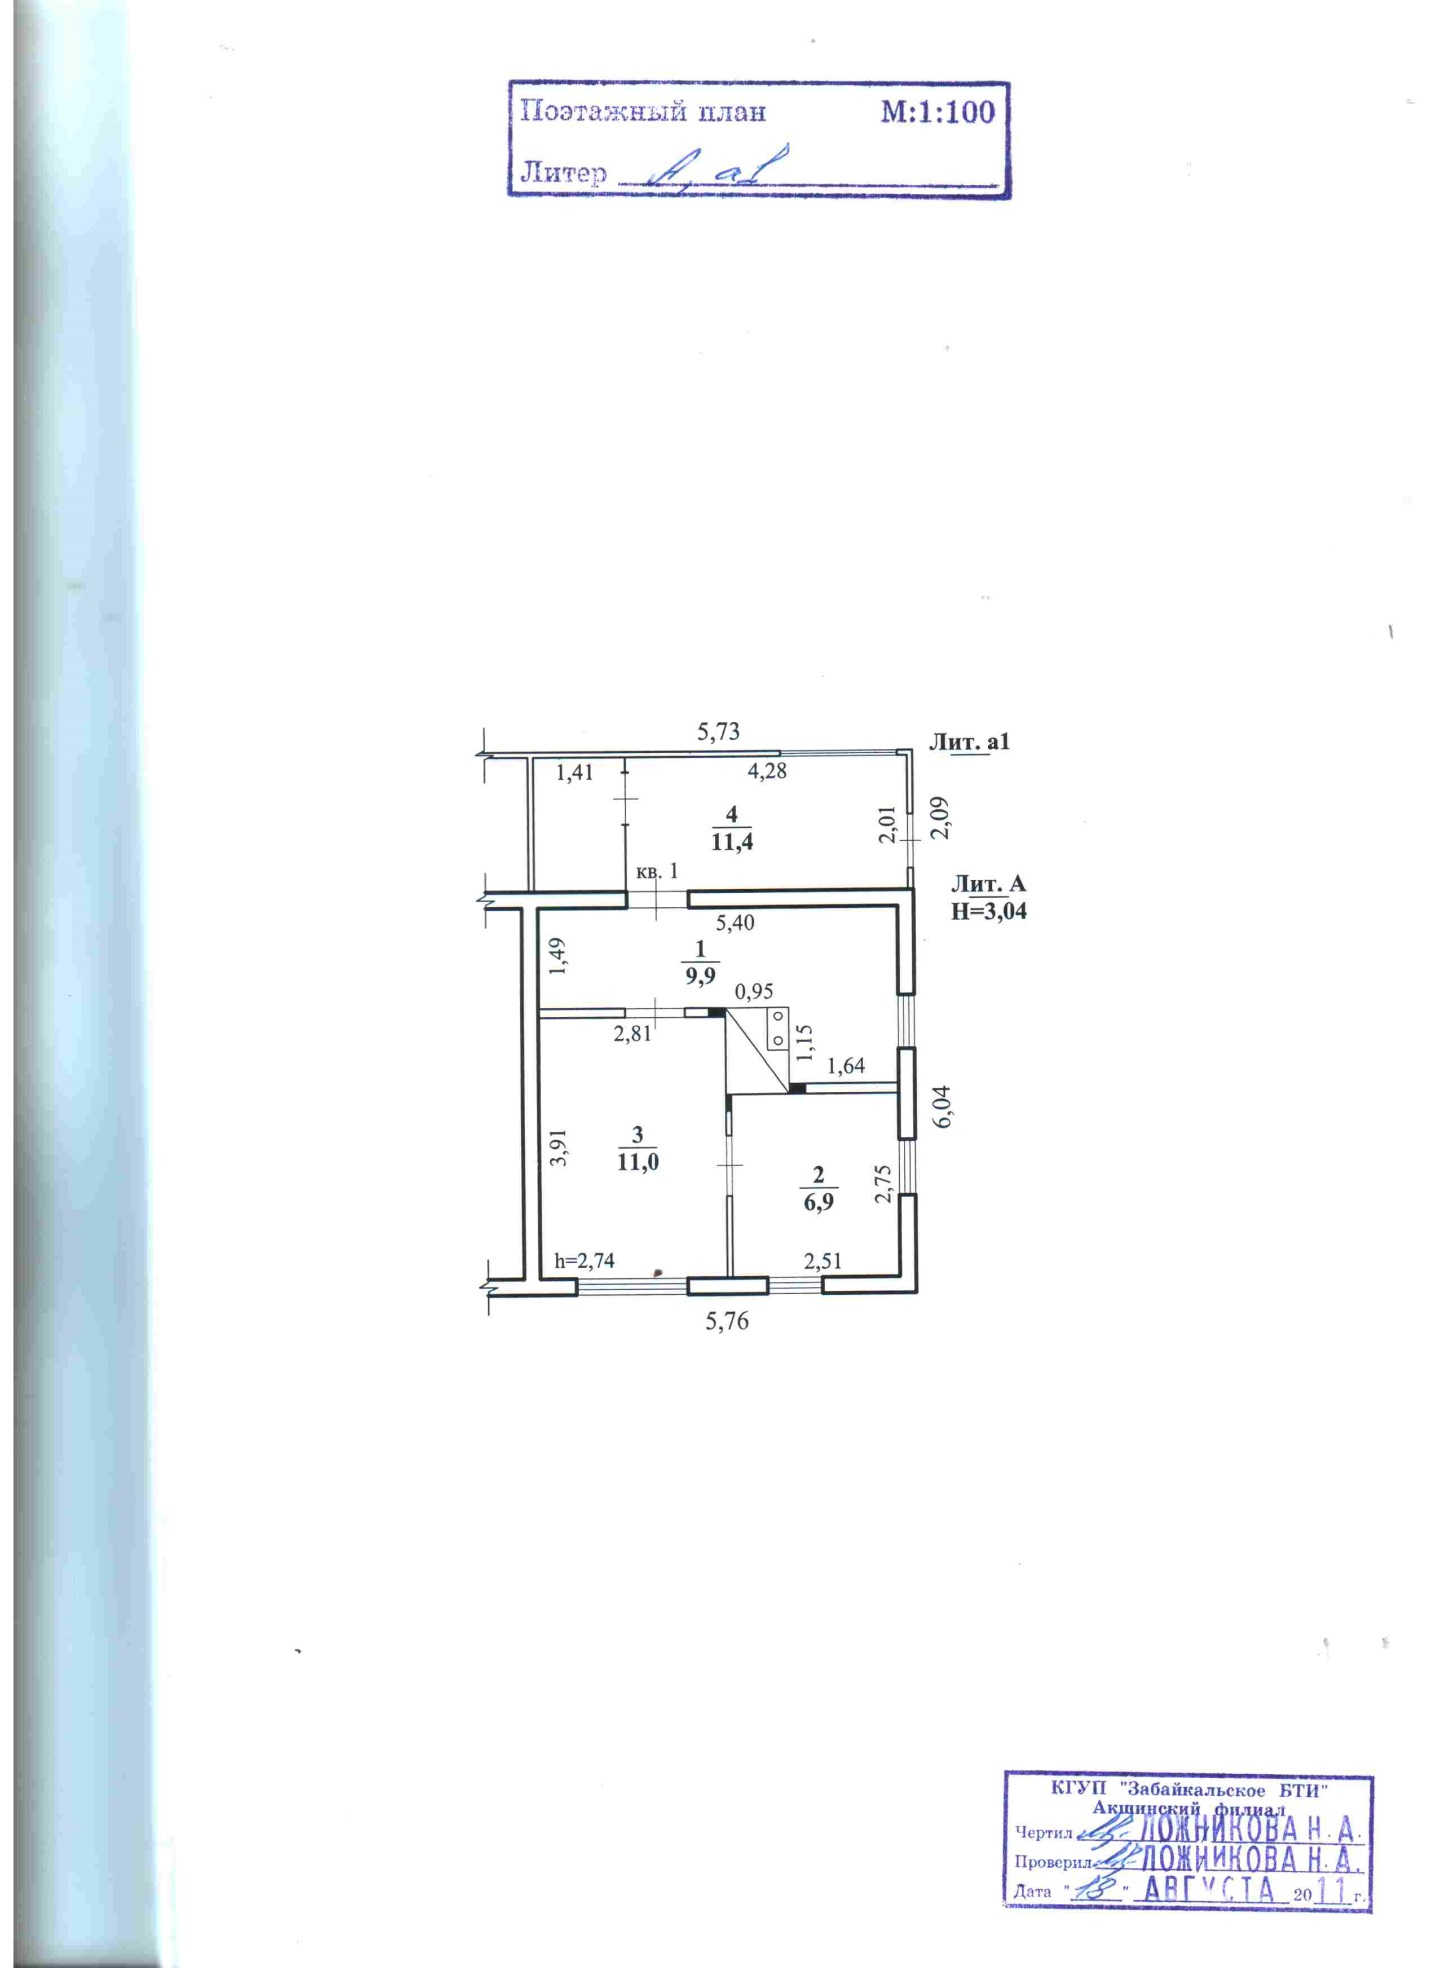 Поэтажный план М:1:100
Литер А, а1
5,73
Лит. а1
1,41
4,28
4
11,4
2,01
2,09
кв. 1
Лит. А
Н=3,04
5,40
1,49
1
9,9
0,95
2,81
1,15
1,64
6,04
3,91
3
11,0
2
6,9
2,75
h=2,74
2,51
5,76
КГУП "Забайкальское БТИ"
Акшинский филиал
Чертил ЛОЖНИКОВА Н.А.
Проверил ЛОЖНИКОВА Н.А.
Дата "18" АВГУСТА 2011 г.